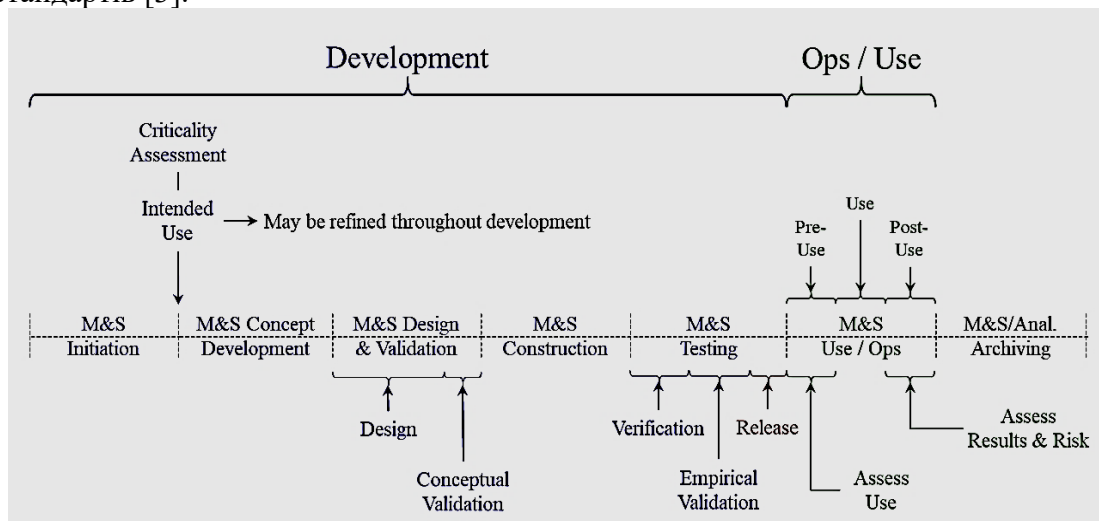 стандартів [3].
Development
Ops / Use
Criticality
Assessment
Intended
Use
May be refined throughout development
Use
Pre-
Use
Post-
Use
M&S
Initiation
M&S Concept
Development
M&S Design
& Validation
M&S
Construction
M&S
Testing
M&S
Use / Ops
M&S/Anal.
Archiving
Design
Conceptual
Validation
Verification
Empirical
Validation
Release
Assess
Use
Assess
Results & Risk